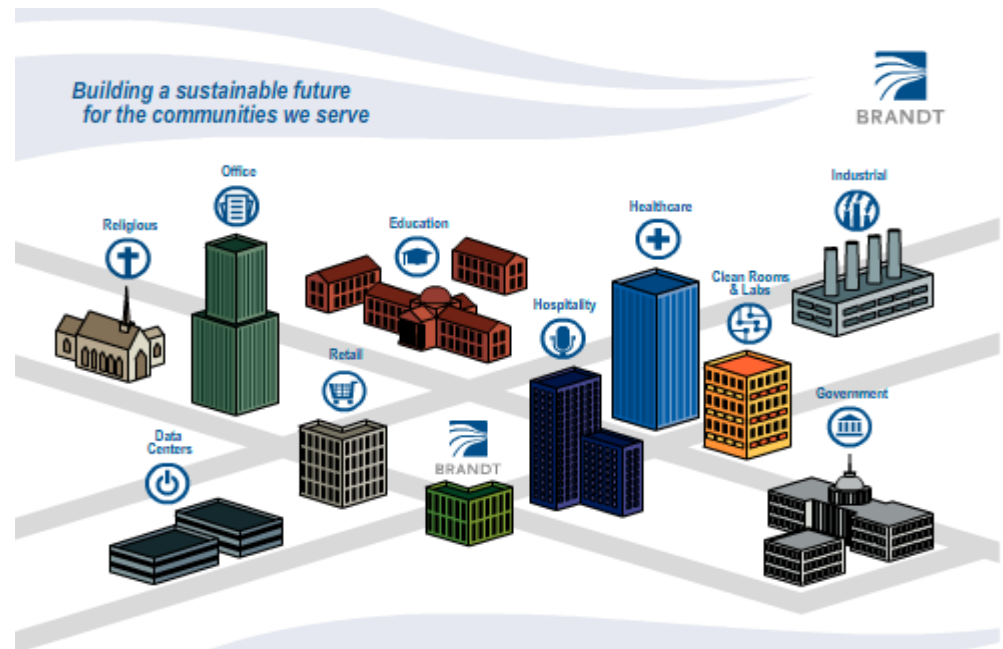 Building a sustainable future
for the communities we serve
BRANDT
Office
Industrial
Religious
Education
Healthcare
Clean Rooms
& Labs
Hospitality
Retail
Government
Data
Centers
BRANDT